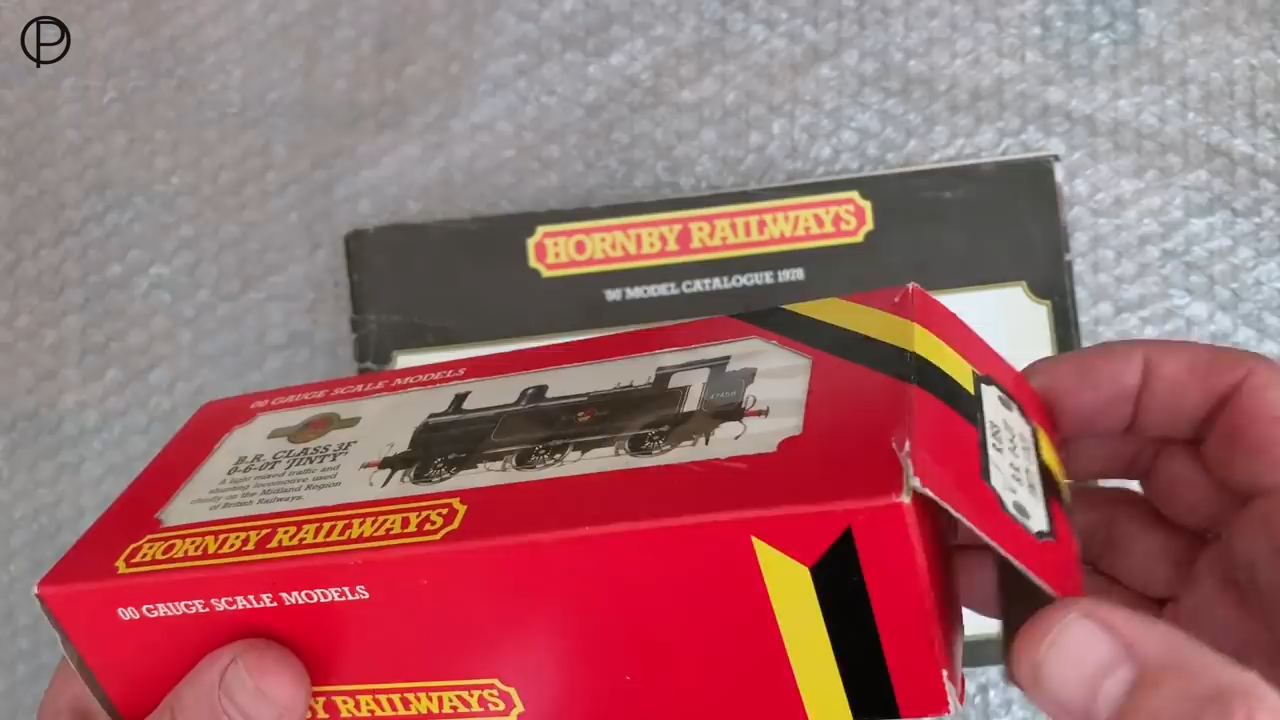 HORNBY RAILWAYS
'00' MODEL CATALOGUE 1978
00 GAUGE SCALE MODELS
B.R. CLASS 3F
0-6-0T 'JINTY'
A light mixed traffic and
shunting locomotive used
chiefly on the Midland Region
of British Railways.
47458
HORNBY RAILWAYS
00 GAUGE SCALE MODELS
BY RAILWAYS